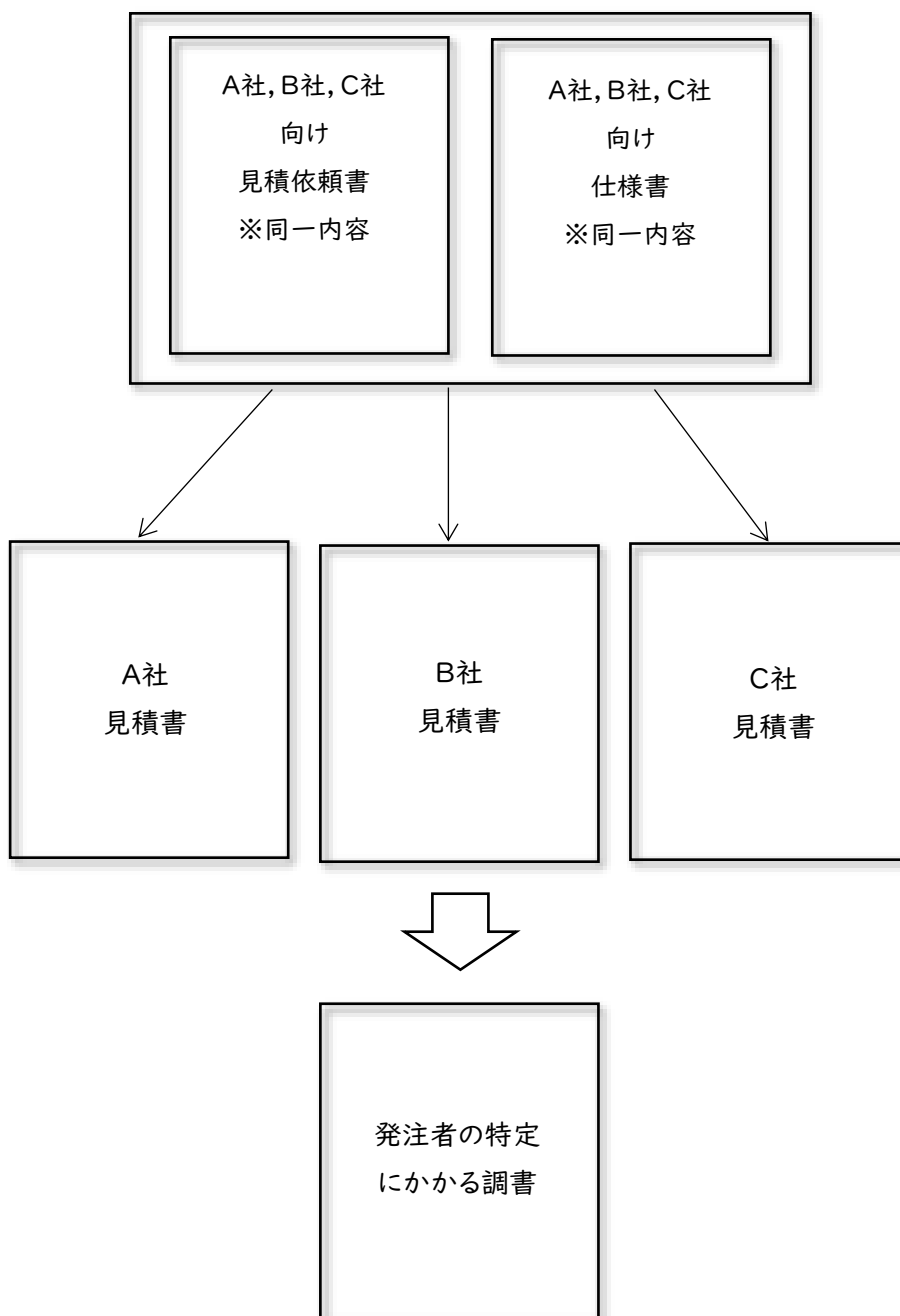 A社,B社,C社
向け
見積依頼書
※同一内容
A社,B社,C社
向け
仕様書
※同一内容
A社
見積書
B社
見積書
C社
見積書
発注者の特定
にかかる調書